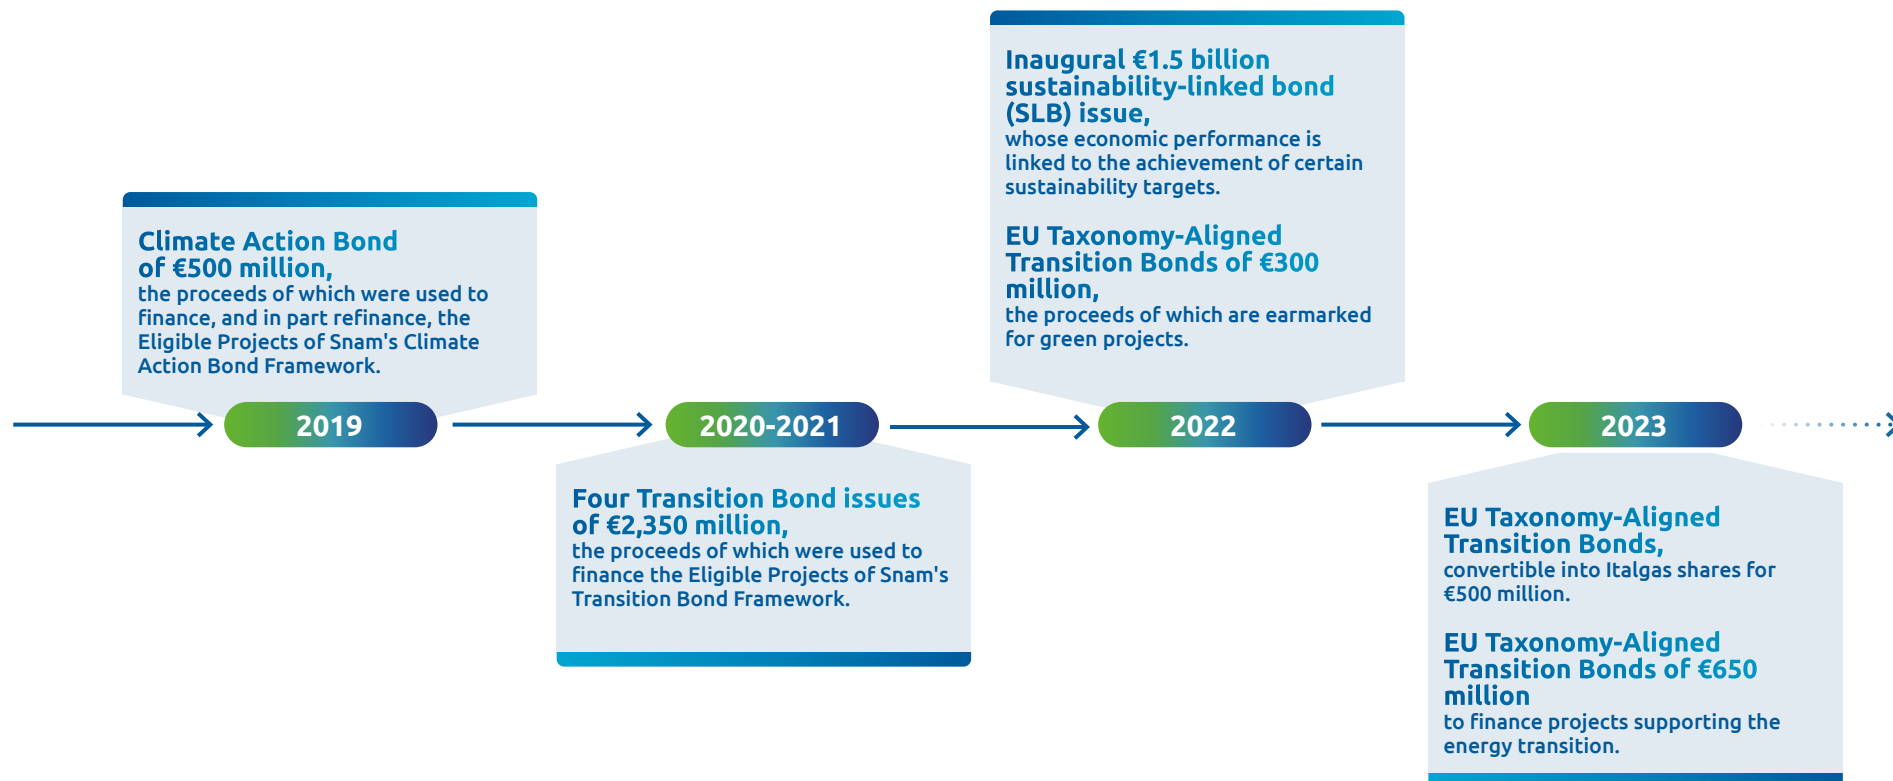 Climate Action Bond
of €500 million,
the proceeds of which were used to
finance, and in part refinance, the
Eligible Projects of Snam's Climate
Action Bond Framework.
2019
2020-2021
Four Transition Bond issues
of €2,350 million,
the proceeds of which were used to
finance the Eligible Projects of Snam's
Transition Bond Framework.
Inaugural €1.5 billion
sustainability-linked bond
(SLB) issue,
whose economic performance is
linked to the achievement of certain
sustainability targets.
EU Taxonomy-Aligned
Transition Bonds of €300
million,
the proceeds of which are earmarked
for green projects.
2022
2023
EU Taxonomy-Aligned
Transition Bonds,
convertible into Italgas shares for
€500 million.
EU Taxonomy-Aligned
Transition Bonds of €650
million
to finance projects supporting the
energy transition.